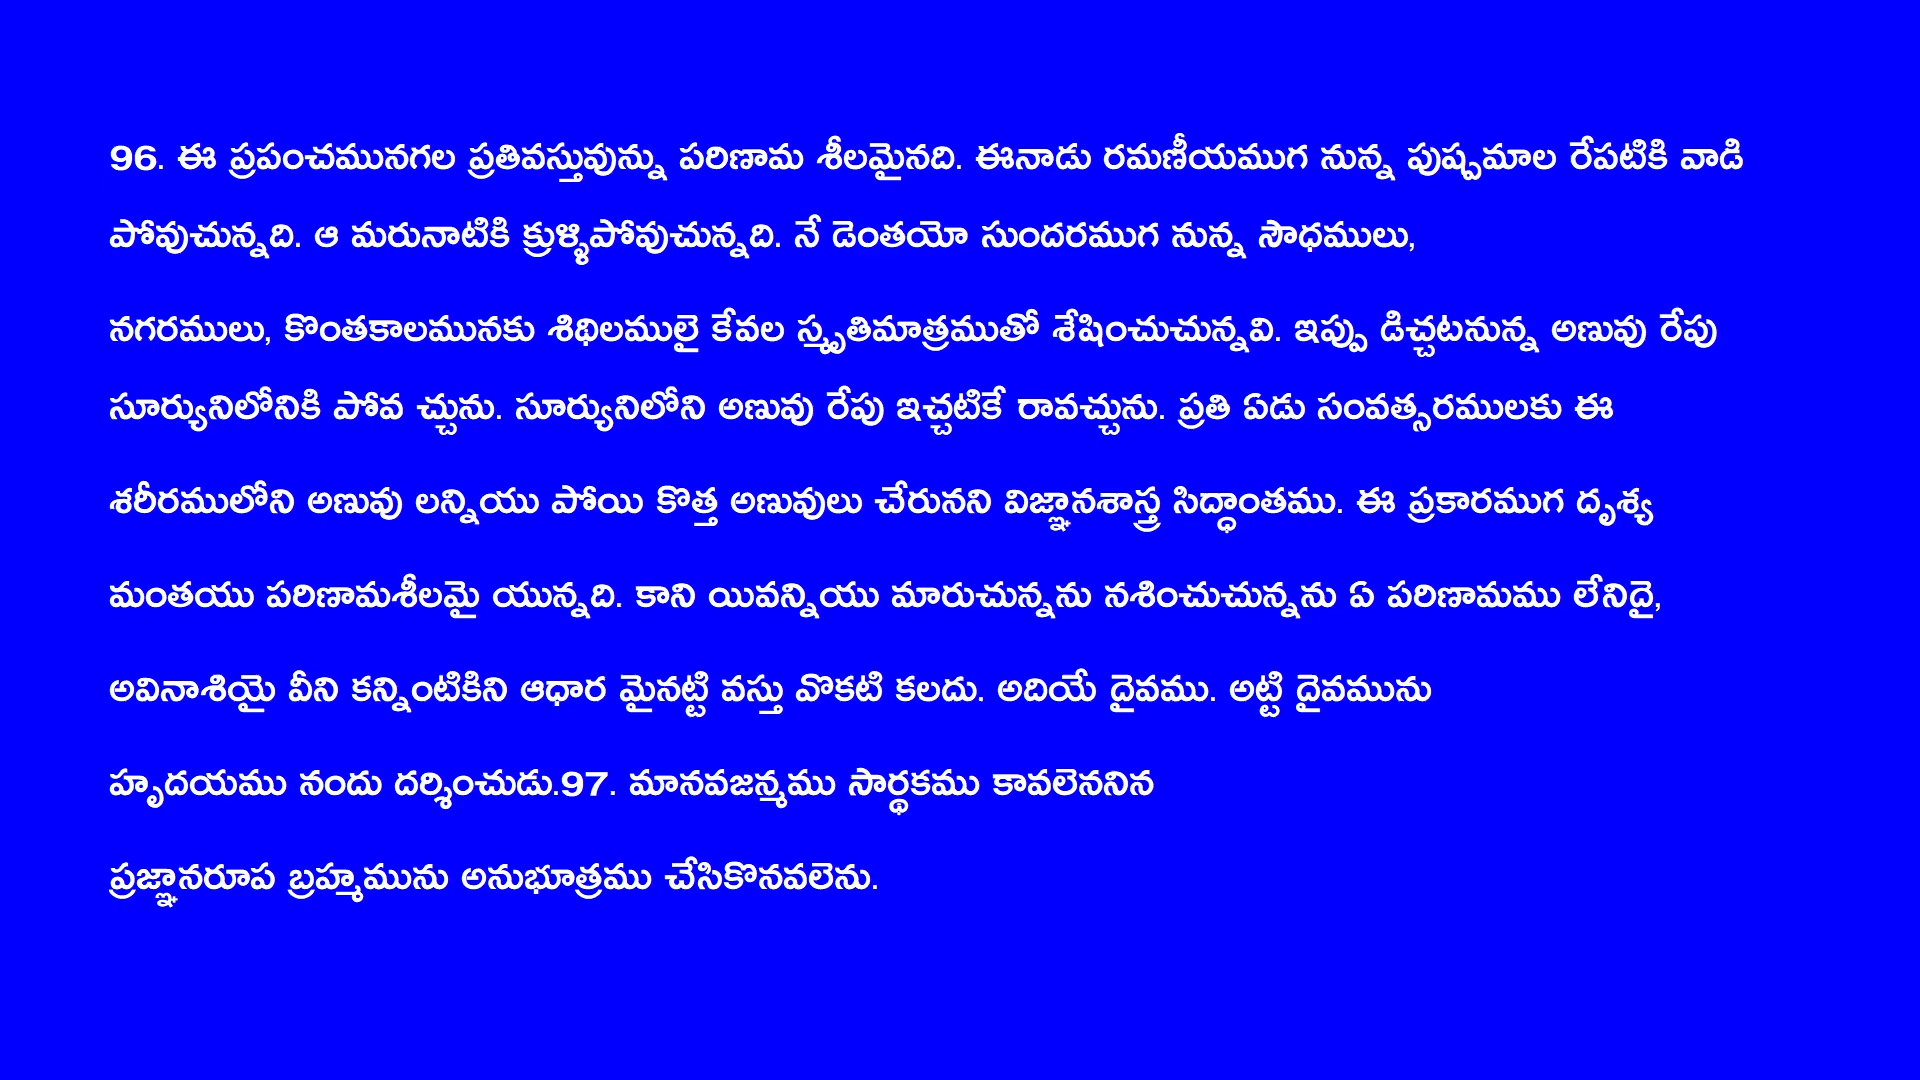 96. ఈ ప్రపంచమునగల ప్రతివస్తువున్ను పరిణామ శీలమైనది. ఈనాడు రమణీయముగ నున్న పుష్పమాల రేపటికి వాడి
పోవుచున్నది. ఆ మరునాటికి క్రుళ్ళిపోవుచున్నది. నే డెంతయో సుందరముగ నున్న సౌధములు,
నగరములు, కొంతకాలమునకు శిథిలములై కేవల స్మృతిమాత్రముతో శేషించుచున్నవి. ఇప్పు డిచ్చటనున్న అణువు రేపు
సూర్యునిలోనికి పోవ చ్చును. సూర్యునిలోని అణువు రేపు ఇచ్చటికే రావచ్చును. ప్రతి ఏడు సంవత్సరములకు ఈ
శరీరములోని అణువు లన్నియు పోయి కొత్త అణువులు చేరునని విజ్ఞానశాస్త్ర సిద్ధాంతము. ఈ ప్రకారముగ దృశ్య
మంతయు పరిణామశీలమై యున్నది. కాని యివన్నియు మారుచున్నను నశించుచున్నను ఏ పరిణామము లేనిదై,
అవినాశియై వీని కన్నింటికిని ఆధార మైనట్టి వస్తు వొకటి కలదు. అదియే దైవము. అట్టి దైవమును
హృదయము నందు దర్శించుడు.97. మానవజన్మము సార్థకము కావలెననిన
ప్రజ్ఞానరూప బ్రహ్మమును అనుభూత్రము చేసికొనవలెను.